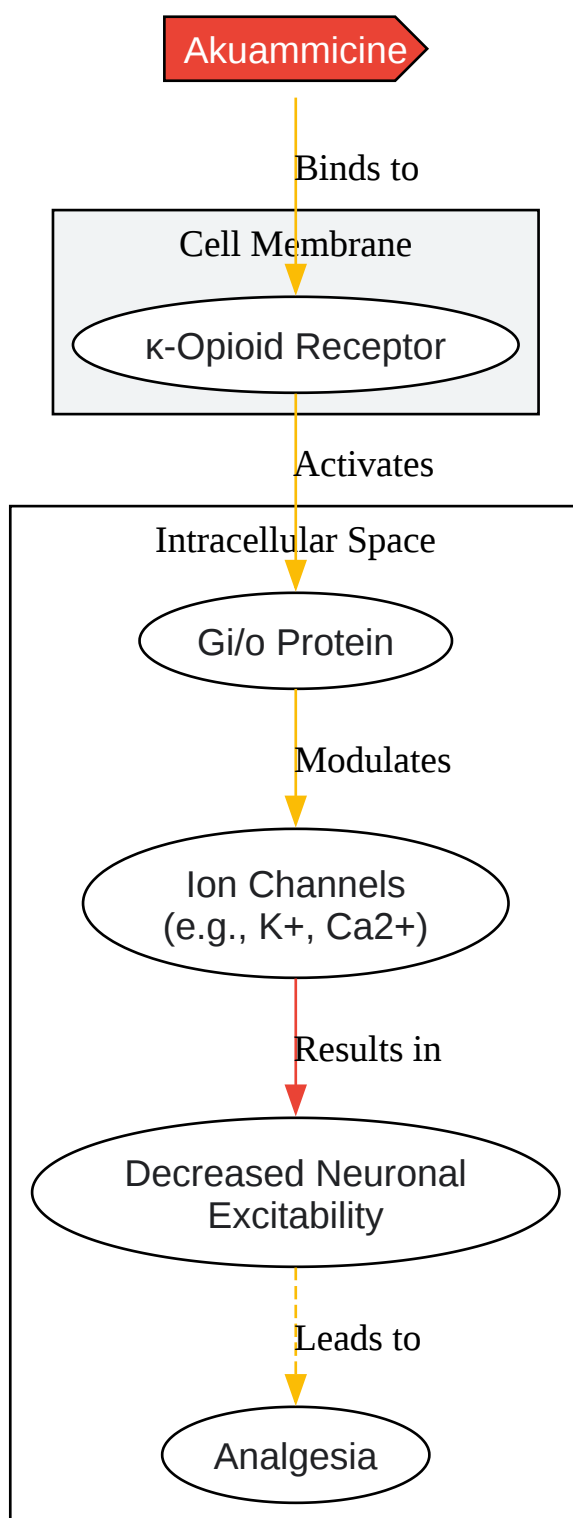 Akuammicine
Binds to
Cell Membrane
κ-Opioid Receptor
Activates
Intracellular Space
Gi/o Protein
Modulates
Ion Channels
(e.g., K+, Ca2+)
Results in
Decreased Neuronal
Excitability
Leads to
Analgesia